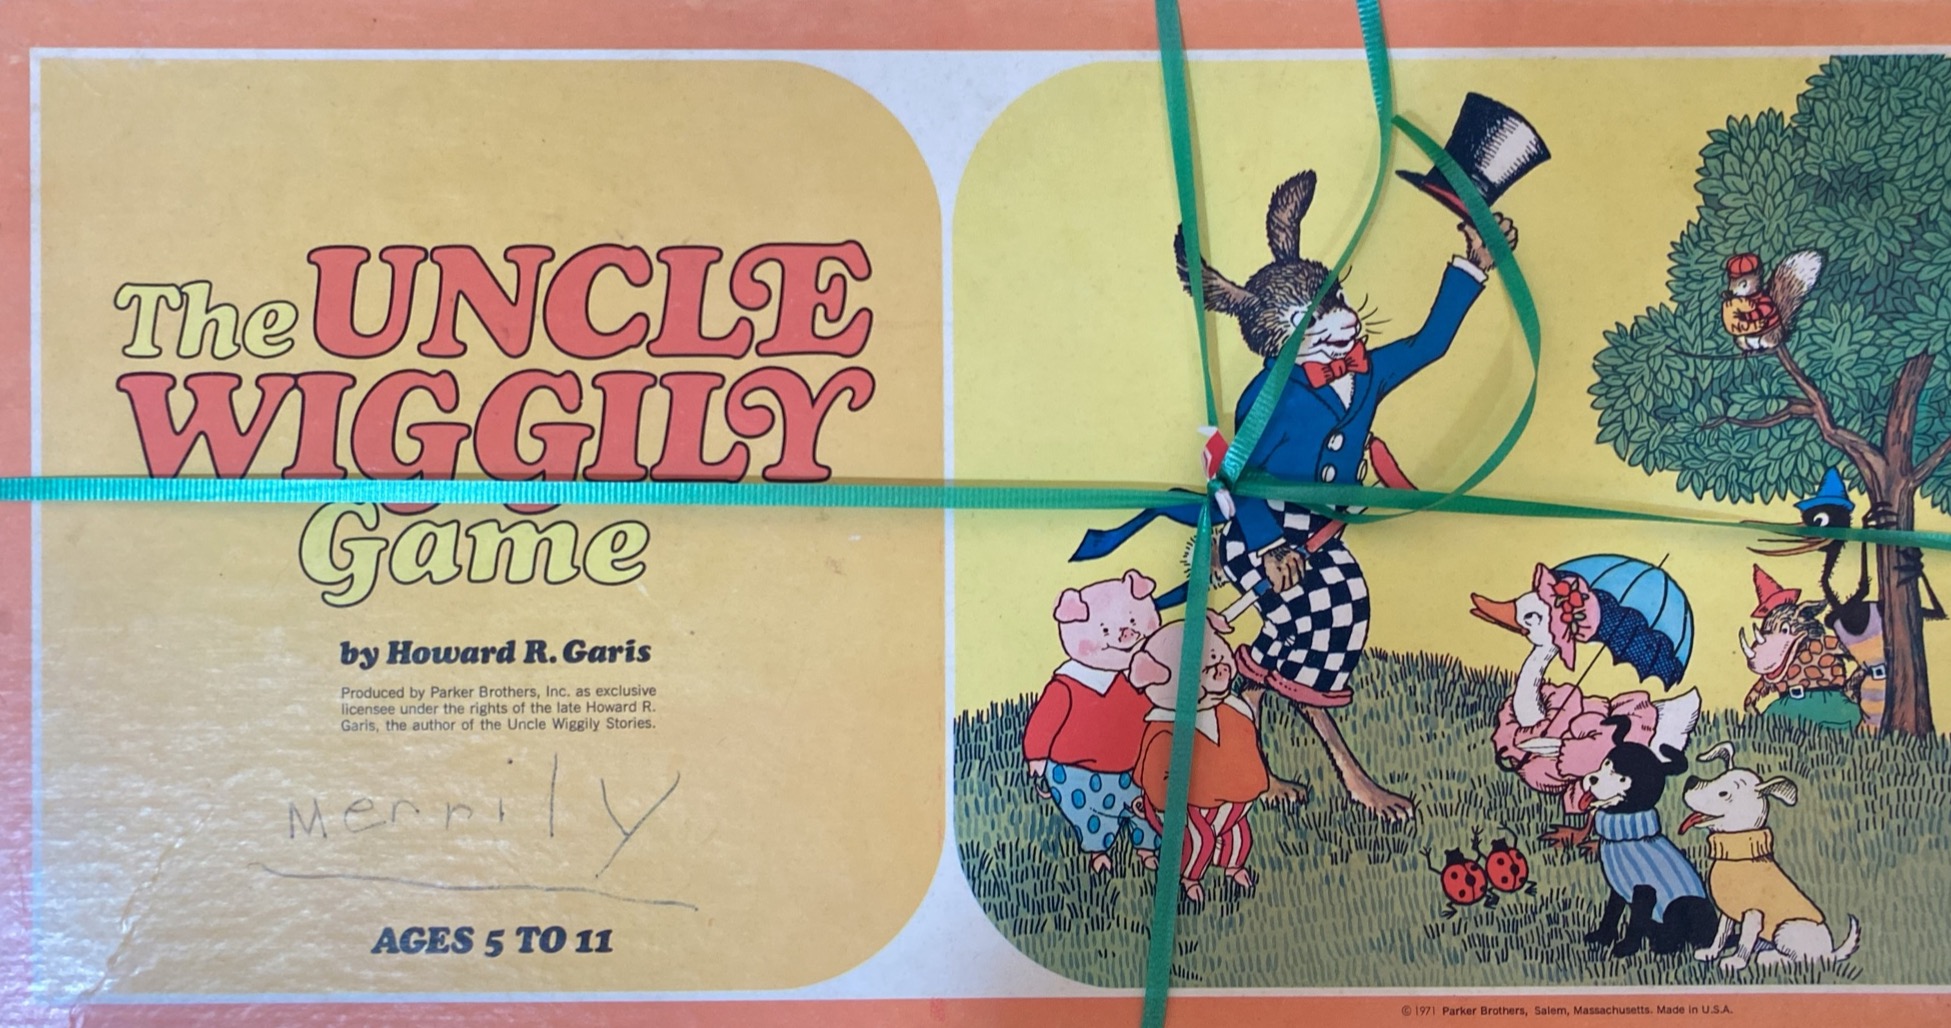 The UNCLE
WIGGILY
Game
by Howard R. Garis
Produced by Parker Brothers, Inc. as exclusive
licensee under the rights of the late Howard R.
Garis, the author of the Uncle Wiggily Stories.
Merrily
AGES 5 TO 11
© 1971 Parker Brothers, Salem, Massachusetts. Made in U.S.A.